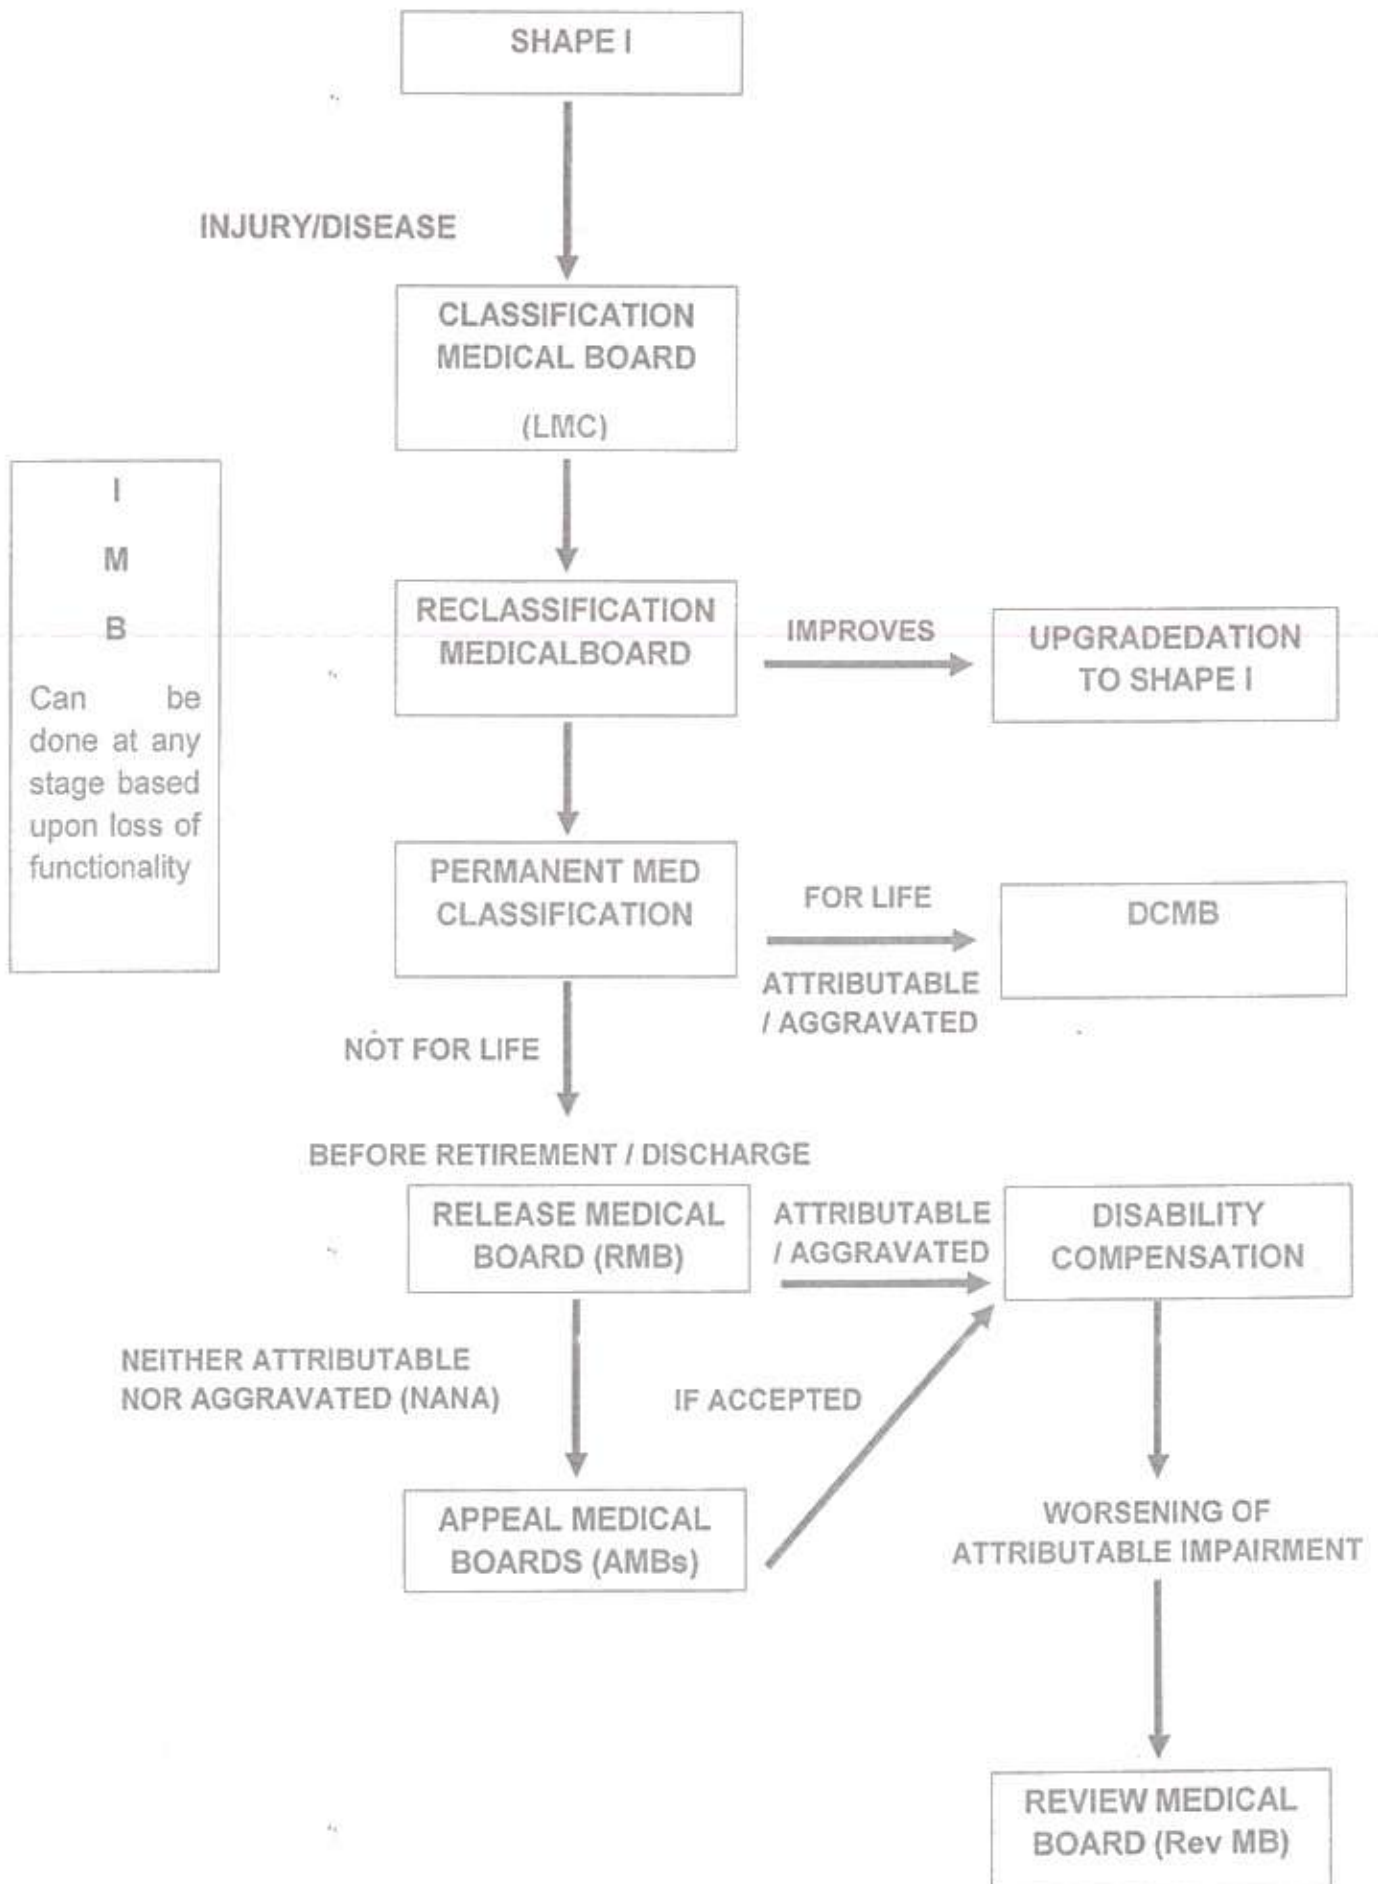 SHAPE I
INJURY/DISEASE
CLASSIFICATION
MEDICAL BOARD
(LMC)
I
M
B
Can be
done at any
stage based
upon loss of
functionality
RECLASSIFICATION
MEDICALBOARD
IMPROVES
UPGRADEDATION
TO SHAPE I
PERMANENT MED
CLASSIFICATION
FOR LIFE
ATTRIBUTABLE
/ AGGRAVATED
DCMB
NOT FOR LIFE
BEFORE RETIREMENT / DISCHARGE
RELEASE MEDICAL
BOARD (RMB)
ATTRIBUTABLE
/ AGGRAVATED
DISABILITY
COMPENSATION
NEITHER ATTRIBUTABLE
NOR AGGRAVATED (NANA)
IF ACCEPTED
APPEAL MEDICAL
BOARDS (AMBs)
WORSENING OF
ATTRIBUTABLE IMPAIRMENT
REVIEW MEDICAL
BOARD (Rev MB)